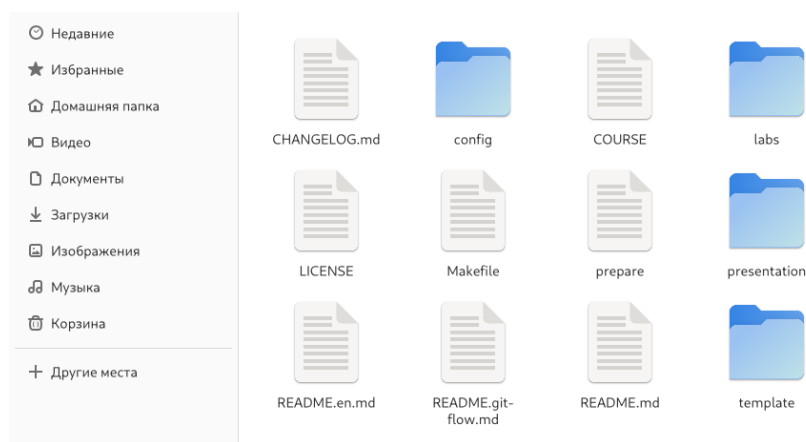 Недавние
Избранные
Домашняя папка
Видео
Документы
Загрузки
Изображения
Музыка
Корзина
Другие места
CHANGELOG.md
config
COURSE
labs
LICENSE
Makefile
prepare
presentation
README.en.md
README.git-
flow.md
README.md
template